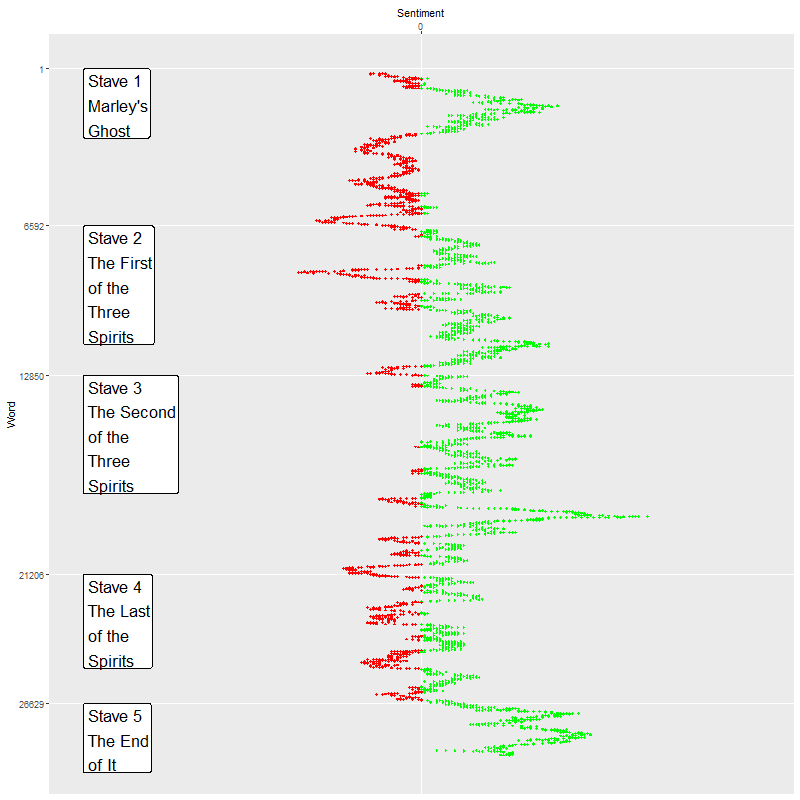 Sentiment
0
1
Stave 1
Marley's
Ghost
6592
Stave 2
The First
of the
Three
Spirits
12850
Stave 3
The Second
of the
Three
Spirits
Word
21206
Stave 4
The Last
of the
Spirits
26629
Stave 5
The End
of It